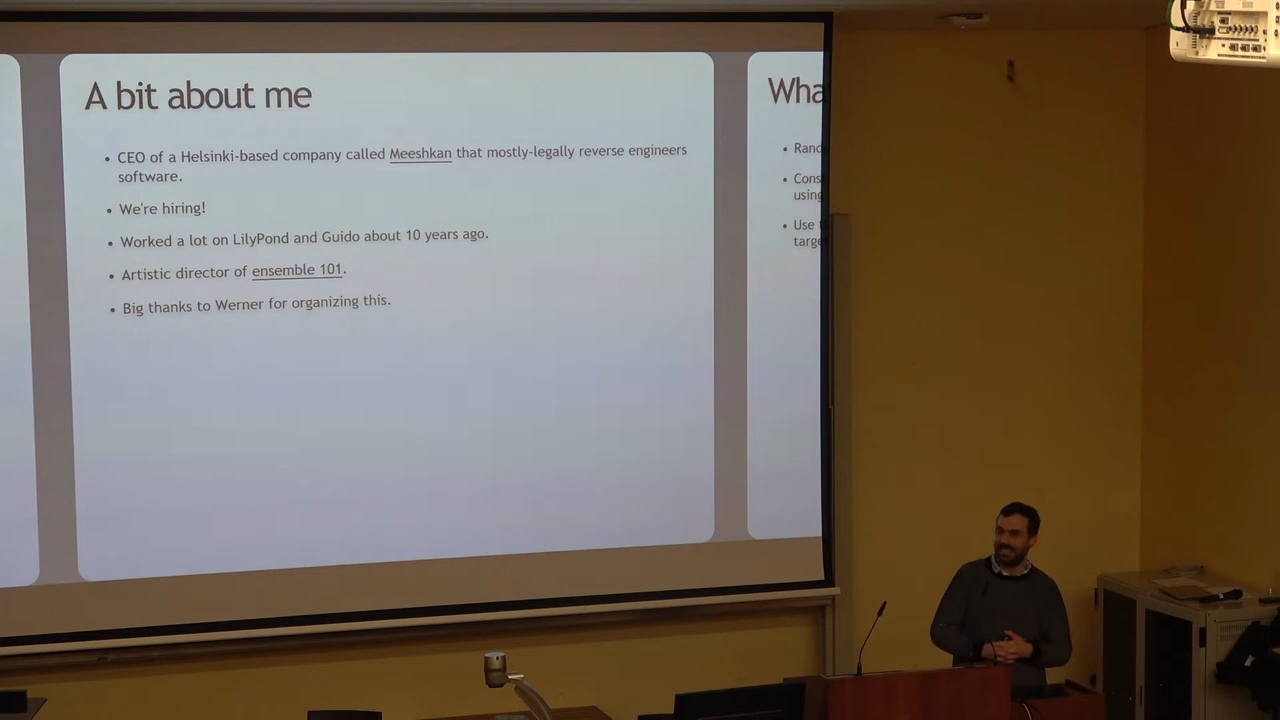 A bit about me
• CEO of a Helsinki-based company called Meeshkan that mostly-legally reverse engineers
software.
• We're hiring!
• Worked a lot on LilyPond and Guido about 10 years ago.
• Artistic director of ensemble 101.
• Big thanks to Werner for organizing this.
Wha
• Rand
• Cons
using
• Use t
targe